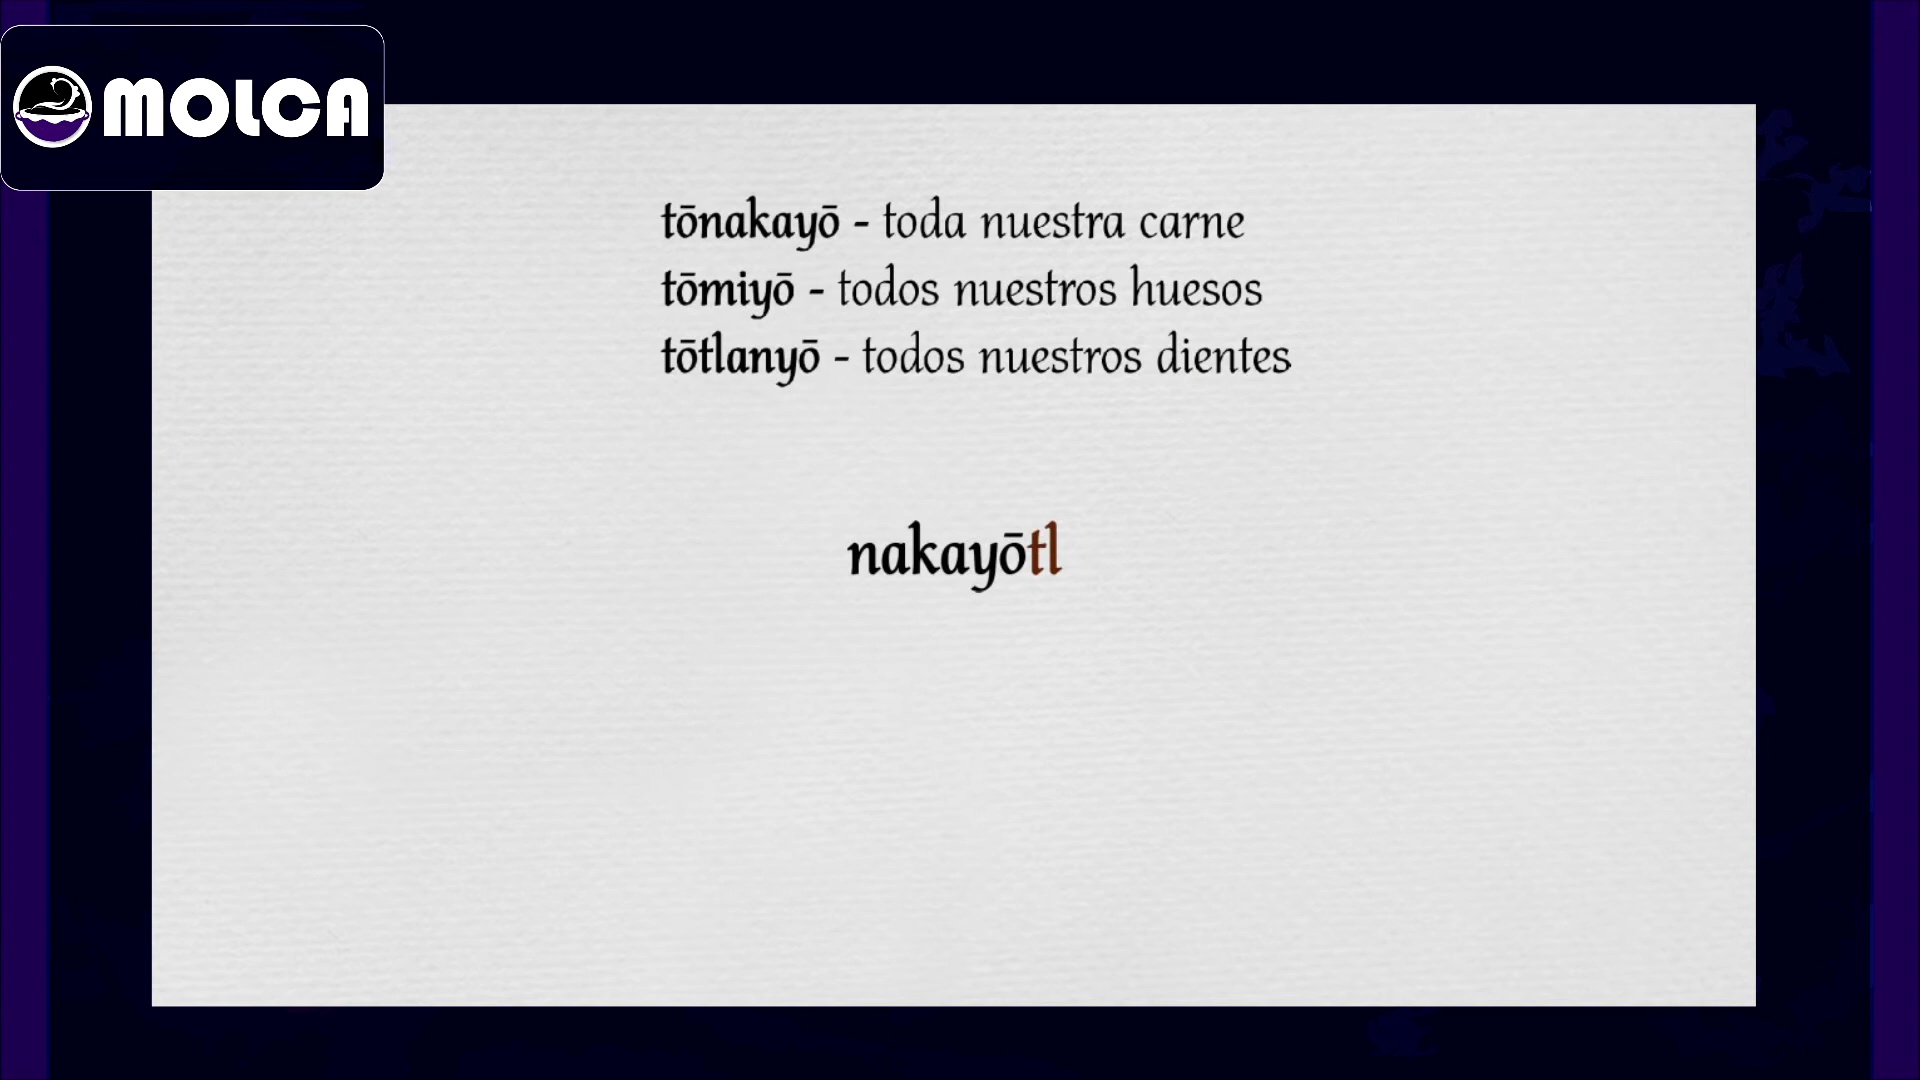 MOLCA
tōnakayō - toda nuestra carne
tōmiyō - todos nuestros huesos
tōtlanyō - todos nuestros dientes
nakayōtl